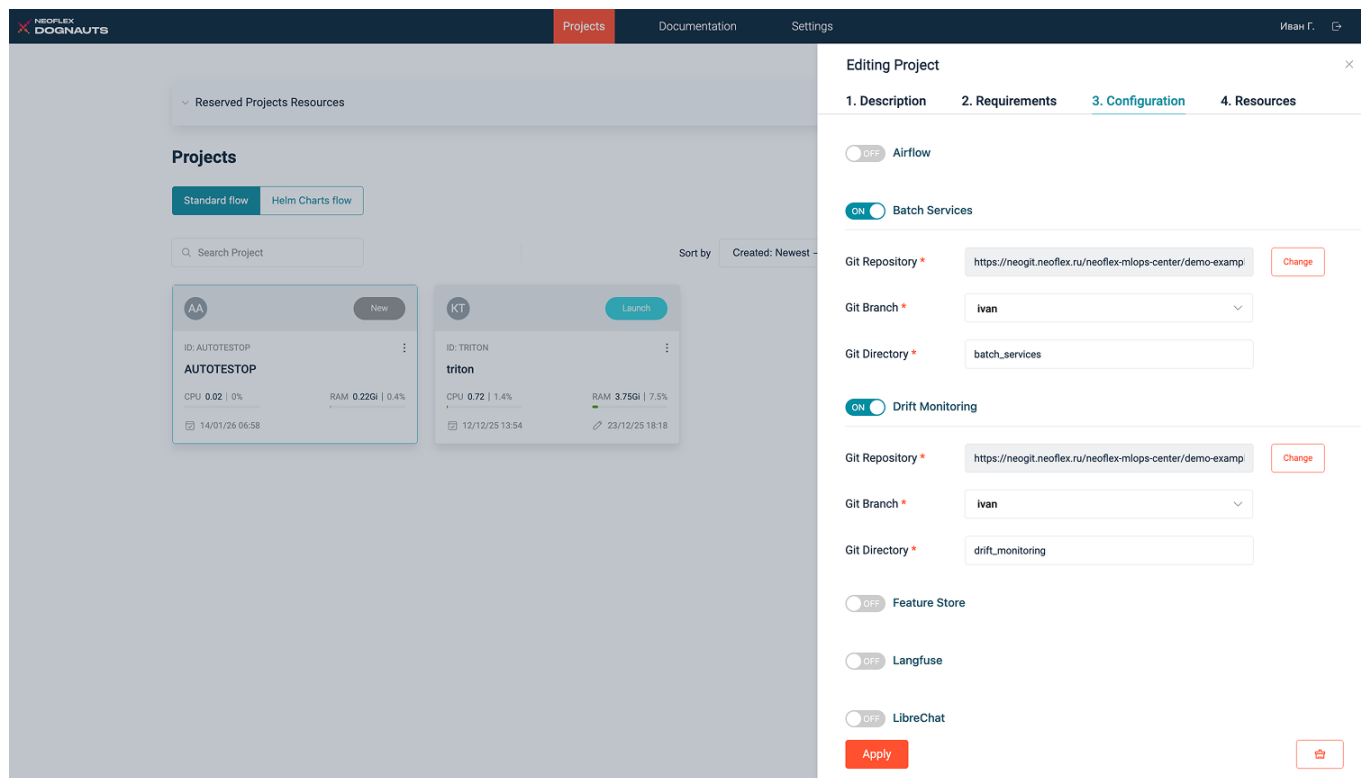 NEOFLEX
DOGNAUTS
Projects
Documentation
Settings
Иван Г.
Reserved Projects Resources
Projects
Standard flow
Helm Charts flow
Search Project
Sort by
Created: Newest -
AA
New
ID: AUTOTESTOP
AUTOTESTOP
CPU 0.02 | 0%
RAM 0.22Gi | 0.4%
14/01/26 06:58
KT
Launch
ID: TRITON
triton
CPU 0.72 | 1.4%
RAM 3.75Gi | 7.5%
12/12/25 13:54
23/12/25 18:18
Editing Project
1. Description
2. Requirements
3. Configuration
4. Resources
OFF Airflow
ON Batch Services
Git Repository *
https://neogit.neoflex.ru/neoflex-mlops-center/demo-exampl
Change
Git Branch *
ivan
Git Directory *
batch_services
ON Drift Monitoring
Git Repository *
https://neogit.neoflex.ru/neoflex-mlops-center/demo-exampl
Change
Git Branch *
ivan
Git Directory *
drift_monitoring
OFF Feature Store
OFF Langfuse
OFF LibreChat
Apply